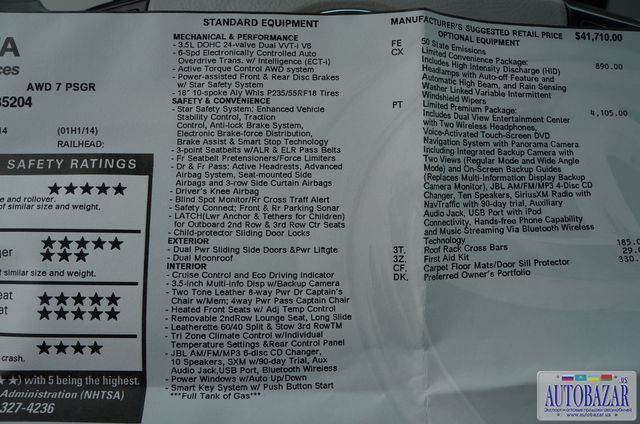 TA
ces
AWD 7 PSGR
35204
14 (01H1/14)
RAILHEAD:
SAFETY RATINGS
★★★★★
e and rollover.
of similar size and weight.
ger ★★★★★
★★★
f similar size and weight.
eat ★★★★★
at ★★★★★
★★★★
crash.
★★) with 5 being the highest.
Administration (NHTSA)
327-4236
STANDARD EQUIPMENT
MECHANICAL & PERFORMANCE
- 3.5L DOHC 24-valve Dual VVT-i V6
- 6-Spd Electronically Controlled Auto
Overdrive Trans. w/ Intelligence (ECT-i)
- Active Torque Control AWD system
- Power-assisted Front & Rear Disc Brakes
w/ Star Safety System
- 18" 10-spoke Aly Whls P235/55RF18 Tires
SAFETY & CONVENIENCE
- Star Safety System: Enhanced Vehicle
Stability Control, Traction
Control, Anti-lock Brake System,
Electronic Brake-force Distribution,
Brake Assist & Smart Stop Technology
- 3-point Seatbelts w/ALR & ELR Pass Belts
- Fr Seatbelt Pretensioners/Force Limiters
- Dr & Fr Pass; Active Headrests, Advanced
Airbag System, Seat-mounted Side
Airbags and 3-row Side Curtain Airbags
- Driver's Knee Airbag
- Blind Spot Monitor/Rr Cross Traff Alert
- Safety Connect; Front & Rr Parking Sonar
- LATCH(Lwr Anchor & Tethers for Children)
for Outboard 2nd Row & 3rd Row Ctr Seats
- Child-protector Sliding Door Locks
EXTERIOR
- Dual Pwr Sliding Side Doors &Pwr Liftgte
- Dual Moonroof
INTERIOR
- Cruise Control and Eco Driving Indicator
- 3.5-inch Multi-info Disp w/Backup Camera
- Two Tone Leather 8-way Pwr Dr Captain's
Chair w/Mem; 4way Pwr Pass Captain Chair
- Heated Front Seats w/ Adj Temp Control
- Removable 2ndRow Lounge Seat, Long Slide
- Leatherette 60/40 Split & Stow 3rd RowTM
- Tri Zone Climate Control w/Individual
Temperature Settings &Rear Control Panel
- JBL AM/FM/MP3 6-disc CD Changer,
10 Speakers, SXM w/90-day Trial, Aux
Audio Jack,USB Port, Bluetooth Wireless
- Power Windows w/Auto Up/Down
- Smart Key System w/ Push Button Start
***Full Tank of Gas***
MANUFACTURER'S SUGGESTED RETAIL PRICE $41,710.00
OPTIONAL EQUIPMENT
FE 50 State Emissions
CX Limited Convenience Package: 890.00
Includes High Intensity Discharge (HID)
Headlamps with Auto-off Feature and
Automatic High Beam, and Rain Sensing
Washer Linked Variable Intermittent
Windshield Wipers
PT Limited Premium Package: 4,105.00
Includes Dual View Entertainment Center
with Two Wireless Headphones,
Voice-Activated Touch-Screen DVD
Navigation System with Panorama Camera
Including Integrated Backup Camera with
Two Views (Regular Mode and Wide Angle
Mode) and On-Screen Backup Guides
(Replaces Multi-Information Display Backup
Camera Monitor), JBL AM/FM/MP3 4-Disc CD
Changer, Ten Speakers, SiriusXM Radio with
NavTraffic with 90-day trial, Auxiliary
Audio Jack, USB Port with iPod
Connectivity, Hands-free Phone Capability
and Music Streaming Via Bluetooth Wireless
Technology
3T. Roof Rack Cross Bars 185.0
3Z. First Aid Kit 29.0
CF. Carpet Floor Mats/Door Sill Protector 330.
DK. Preferred Owner's Portfolio
AUTOBAZAR.us
Экспорт и оптовые продажи автомобилей
www.autobazar.us